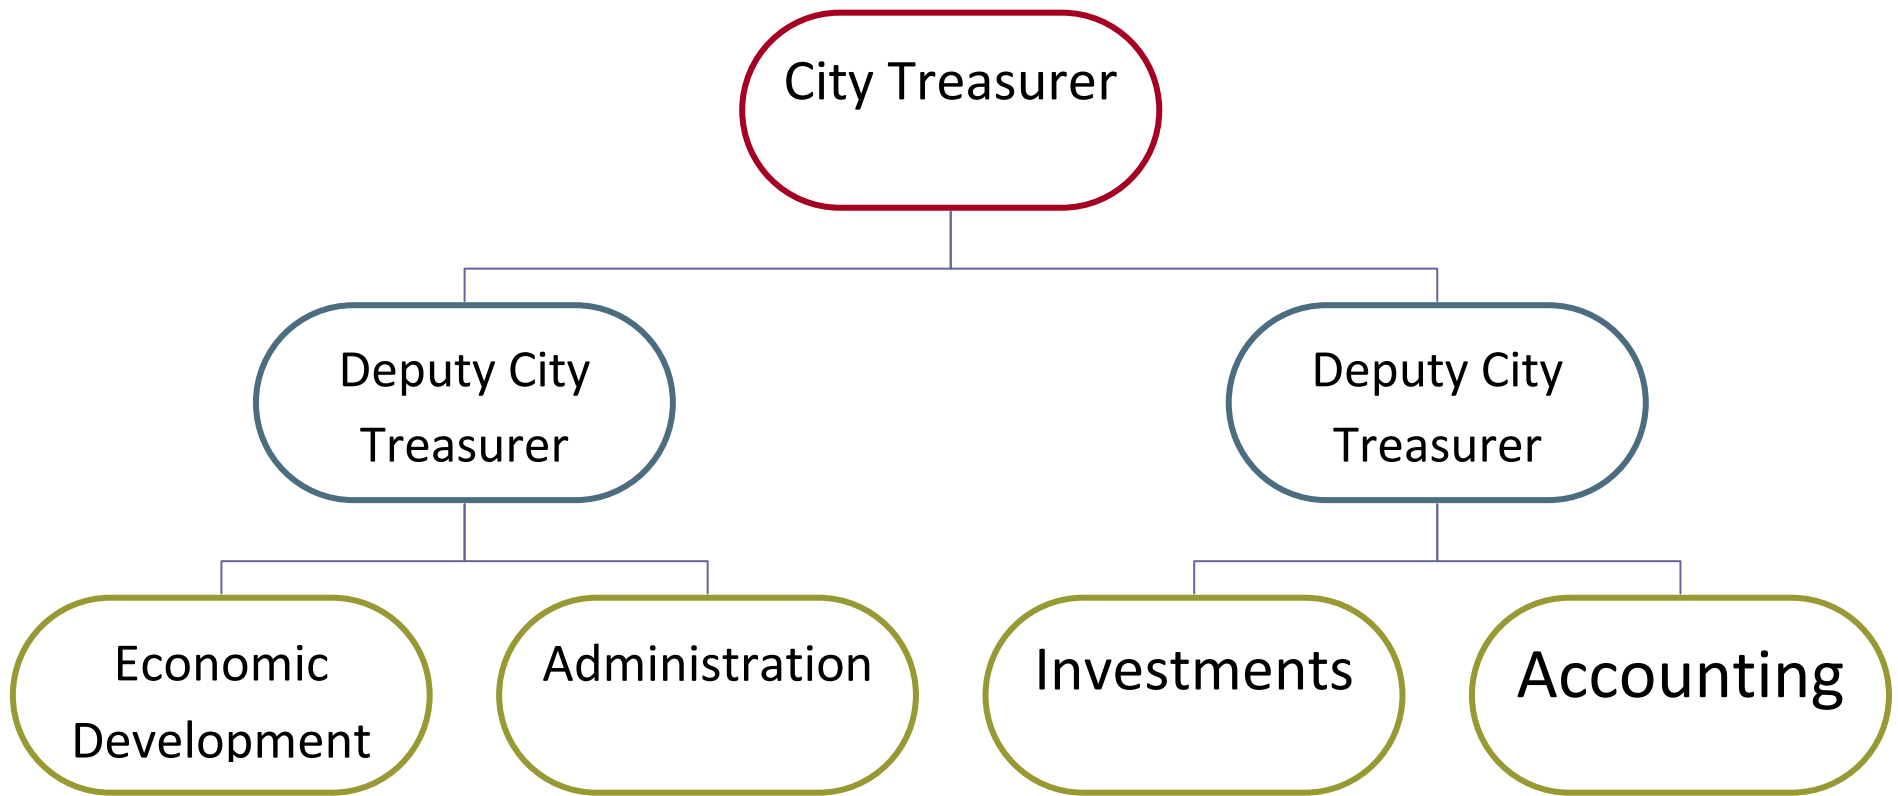 City Treasurer
Deputy City
Treasurer
Deputy City
Treasurer
Economic
Development
Administration
Investments
Accounting